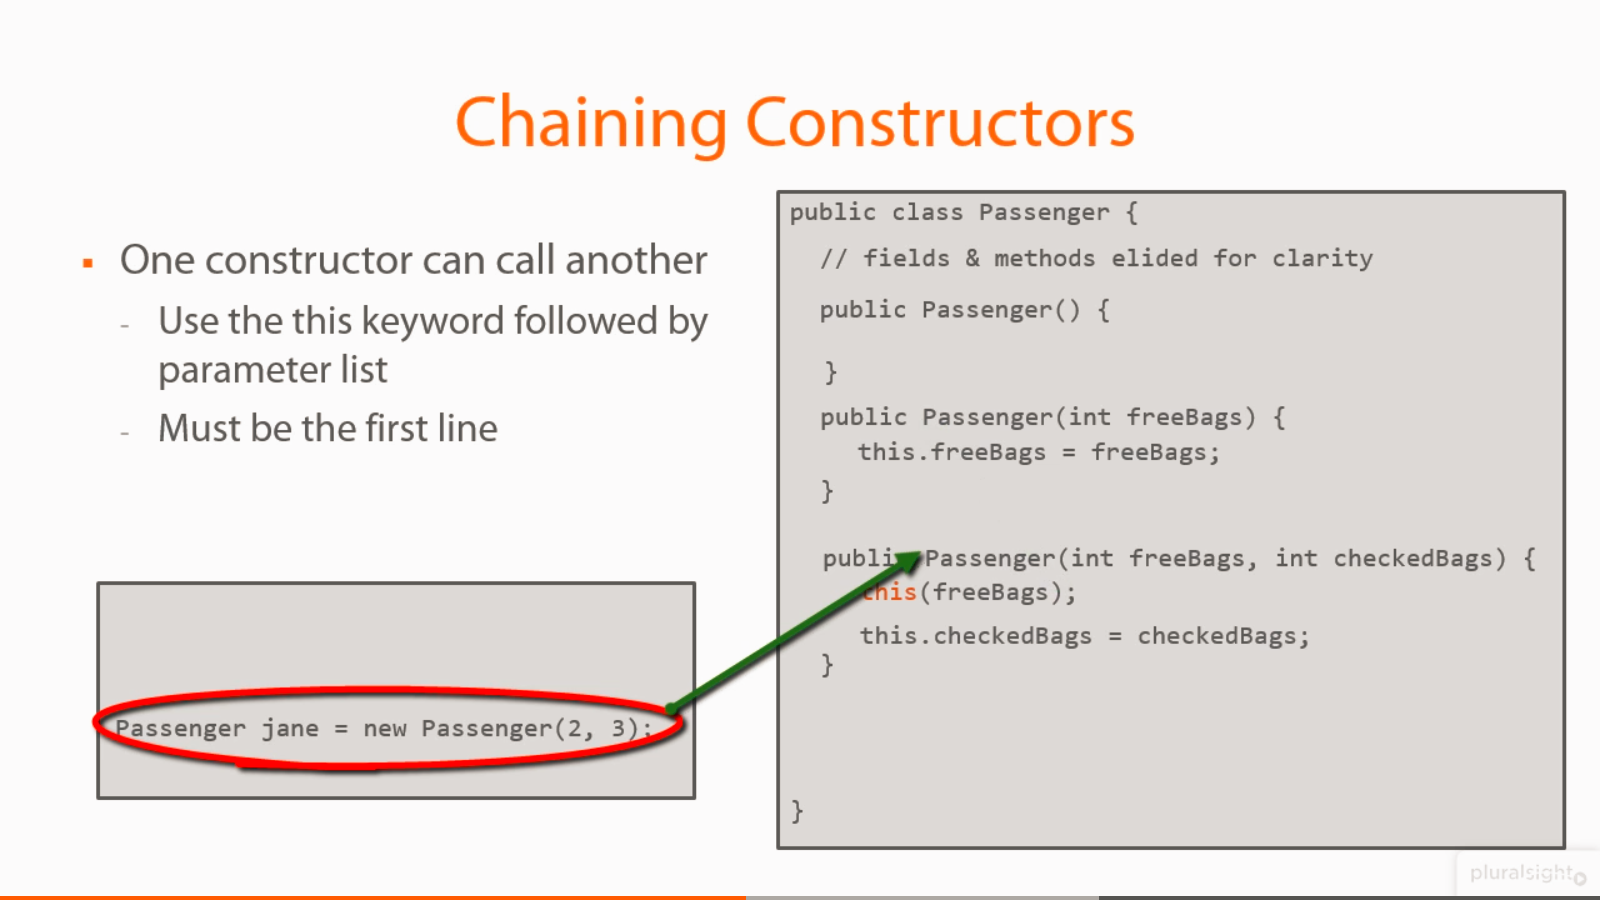 Chaining Constructors
One constructor can call another
- Use the this keyword followed by
parameter list
- Must be the first line
Passenger jane = new Passenger(2, 3);
public class Passenger {
// fields & methods elided for clarity
public Passenger() {
}
public Passenger(int freeBags) {
this.freeBags = freeBags;
}
public Passenger(int freeBags, int checkedBags) {
this(freeBags);
this.checkedBags = checkedBags;
}
}
pluralsight